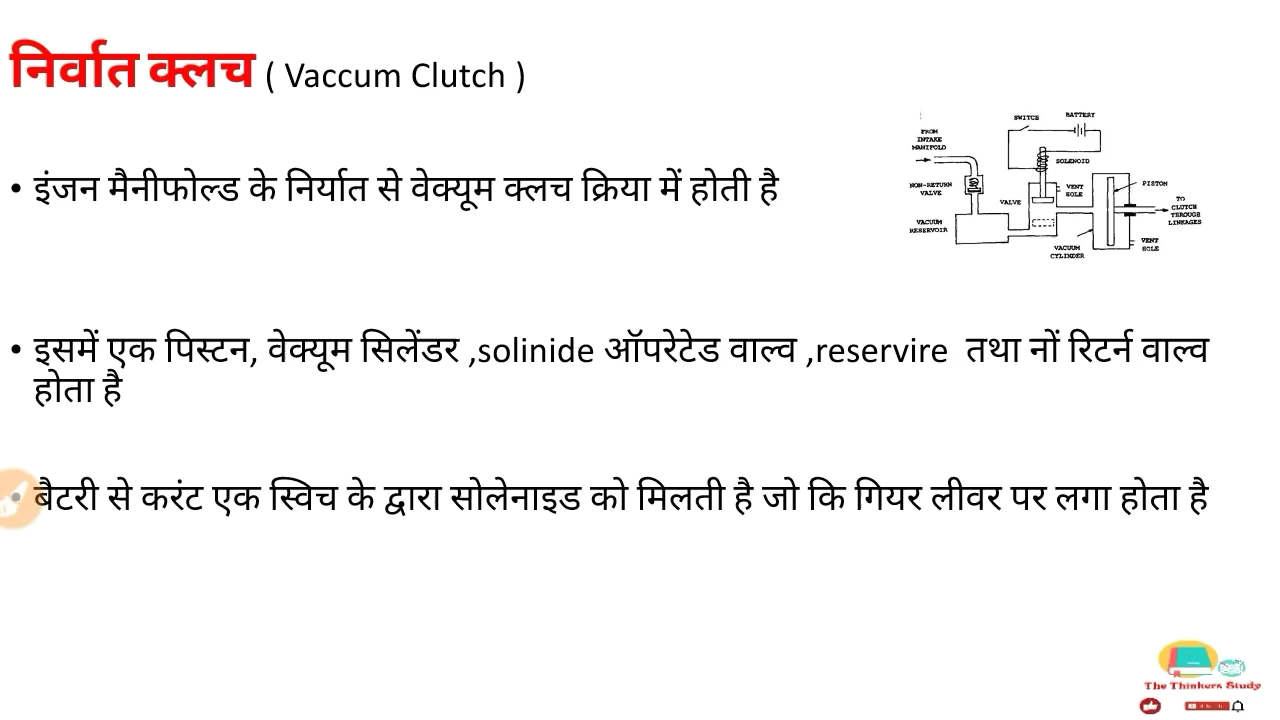 निर्वात क्लच ( Vaccum Clutch )
• इंजन मैनीफोल्ड के निर्यात से वेक्यूम क्लच क्रिया में होती है
SWITCH
BATTERY
FROM
INTAKE
MANIFOLD
SOLENOID
NON-RETURN
VALVE
VENT
HOLE
PISTON
VALVE
TO
CLUTCH
THROUGH
LINKAGES
VACUUM
RESERVOIR
VACUUM
CYLINDER
VENT
HOLE
• इसमें एक पिस्टन, वेक्यूम सिलेंडर ,solinide ऑपरेटेड वाल्व ,reservire तथा नों रिटर्न वाल्व
होता है
• बैटरी से करंट एक स्विच के द्वारा सोलेनाइड को मिलती है जो कि गियर लीवर पर लगा होता है
The Thinkers Study